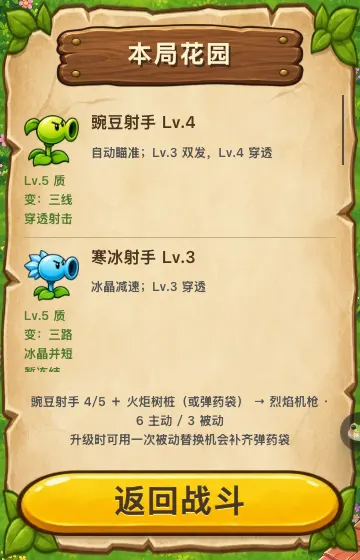 本局花园
豌豆射手 Lv.4
自动瞄准；Lv.3 双发，Lv.4 穿透
Lv.5 质
变：三线
穿透射击
寒冰射手 Lv.3
冰晶减速；Lv.3 穿透
Lv.5 质
变：三路
冰晶并短
暂冻结
豌豆射手 4/5 + 火炬树桩（或弹药袋） → 烈焰机枪 ·
6 主动 / 3 被动
升级时可用一次被动替换机会补齐弹药袋
返回战斗